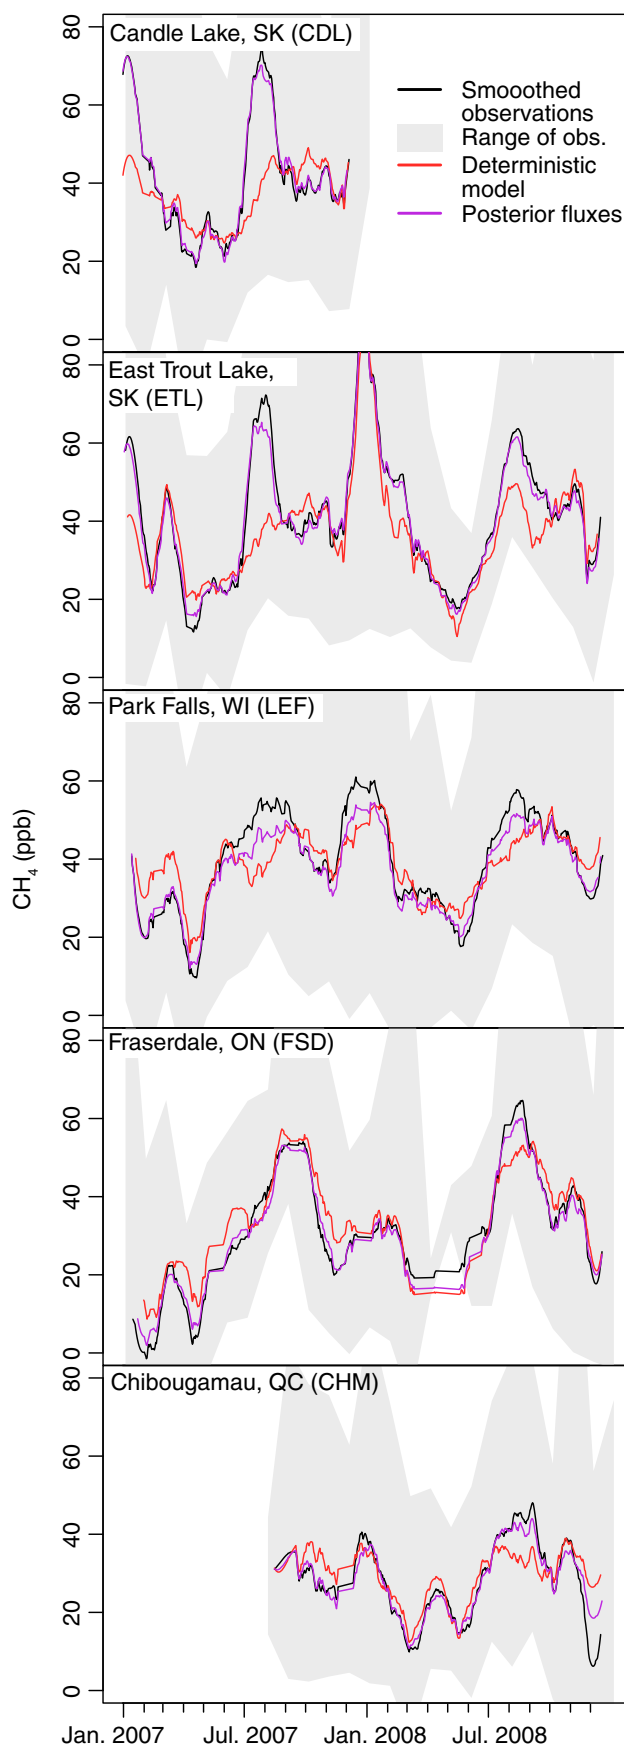 Candle Lake, SK (CDL)
Smooothed
observations
Range of obs.
Deterministic
model
Posterior fluxes
0 20 40 60 80
East Trout Lake,
SK (ETL)
0 20 40 60 80
Park Falls, WI (LEF)
0 20 40 60 80
CH₄ (ppb)
Fraserdale, ON (FSD)
0 20 40 60 80
Chibougamau, QC (CHM)
0 20 40 60 80
Jan. 2007 Jul. 2007 Jan. 2008 Jul. 2008